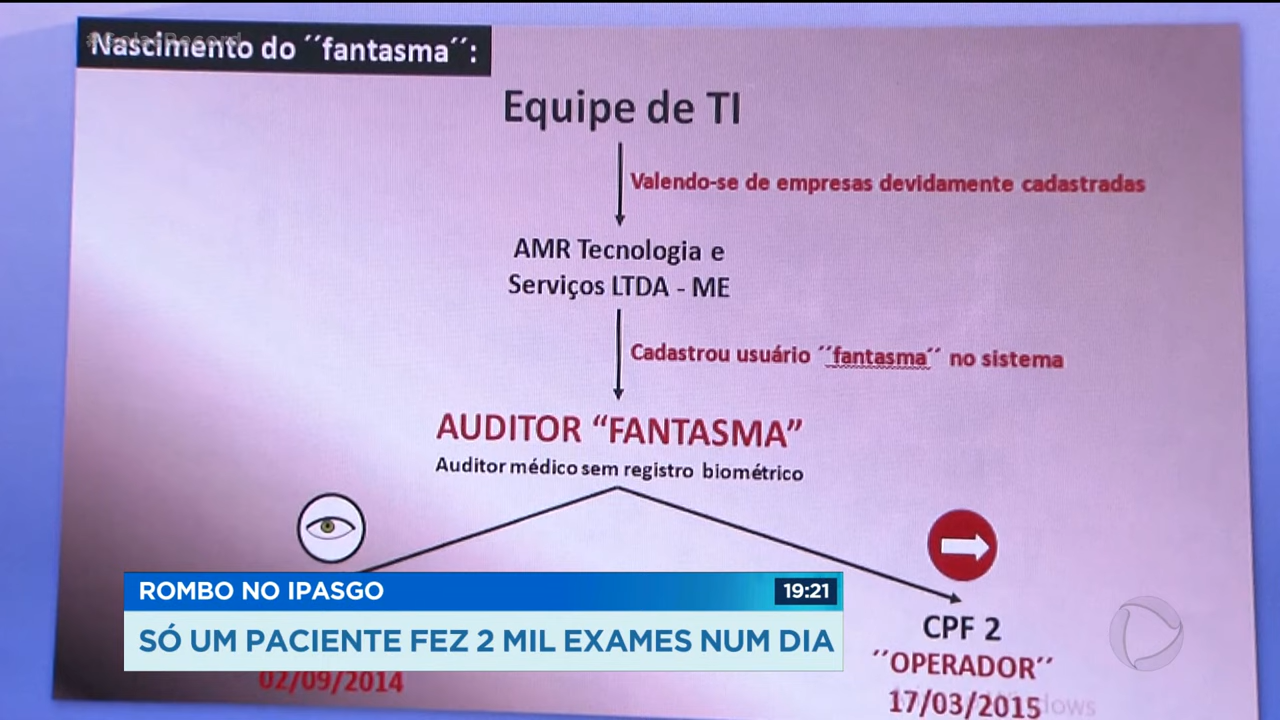 Nascimento do ´´fantasma´´:
Equipe de TI
Valendo-se de empresas devidamente cadastradas
AMR Tecnologia e
Serviços LTDA - ME
Cadastrou usuário ´´fantasma´´ no sistema
AUDITOR “FANTASMA”
Auditor médico sem registro biométrico
CPF 2
´´OPERADOR´´
17/03/2015
02/09/2014
ROMBO NO IPASGO
19:21
SÓ UM PACIENTE FEZ 2 MIL EXAMES NUM DIA